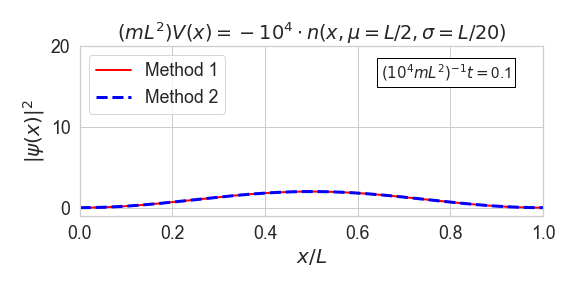 (mL²)V(x) = −10⁴ · n(x, μ = L/2, σ = L/20)
20
10
0
|ψ(x)|²
Method 1
Method 2
(10⁴mL²)⁻¹t = 0.1
0.0 0.2 0.4 0.6 0.8 1.0
x/L